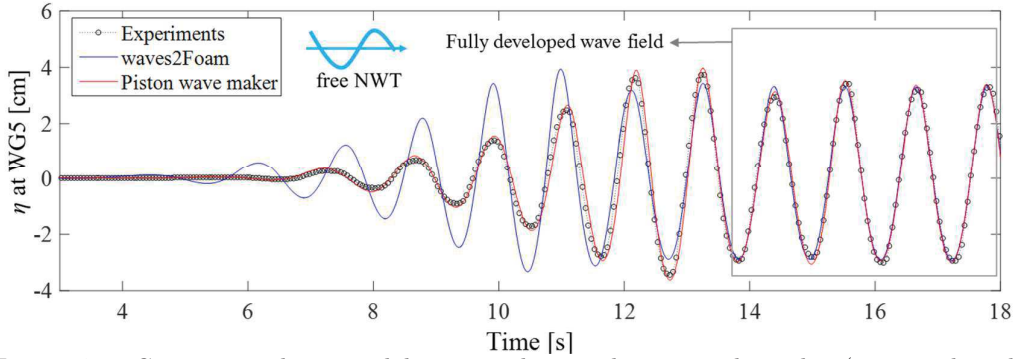 6
4
2
0
-2
-4
η at WG5 [cm]
Experiments
waves2Foam
Piston wave maker
free NWT
Fully developed wave field
4 6 8 10 12 14 16 18
Time [s]